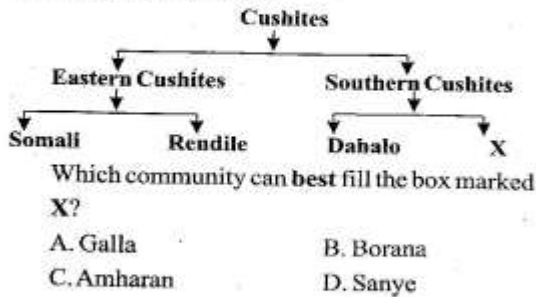 Cushites
Eastern Cushites Southern Cushites
Somali Rendile Dahalo X
Which community can best fill the box marked
X?
A. Galla B. Borana
C. Amharan D. Sanye